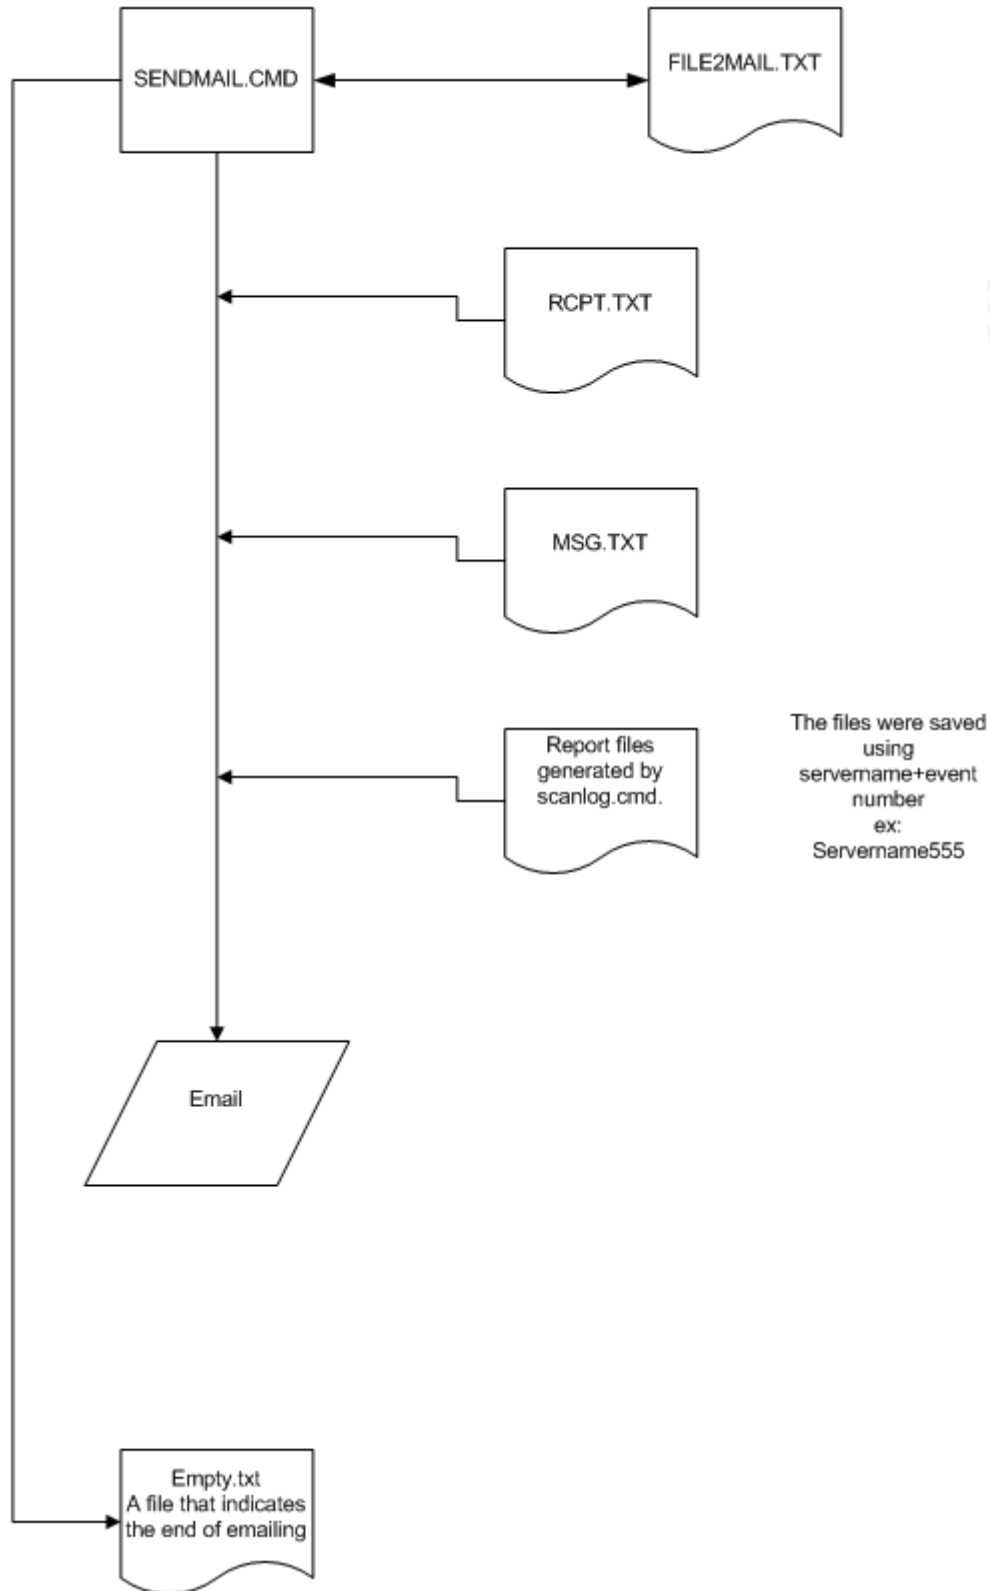 SENDMAIL.CMD
FILE2MAIL.TXT
RCPT.TXT
MSG.TXT
Report files
generated by
scanlog.cmd.
The files were saved
using
servername+event
number
ex:
Servername555
Email
Empty.txt
A file that indicates
the end of emailing